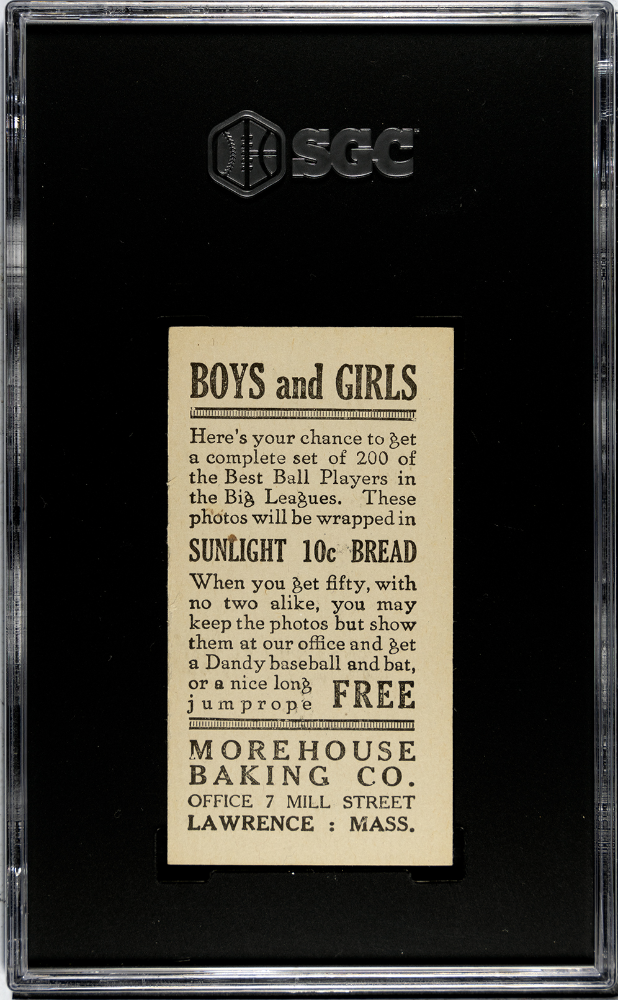 SGC
BOYS and GIRLS
Here's your chance to get
a complete set of 200 of
the Best Ball Players in
the Big Leagues. These
photos will be wrapped in
SUNLIGHT 10c BREAD
When you get fifty, with
no two alike, you may
keep the photos but show
them at our office and get
a Dandy baseball and bat,
or a nice long
jumprope FREE
MOREHOUSE
BAKING CO.
OFFICE 7 MILL STREET
LAWRENCE : MASS.